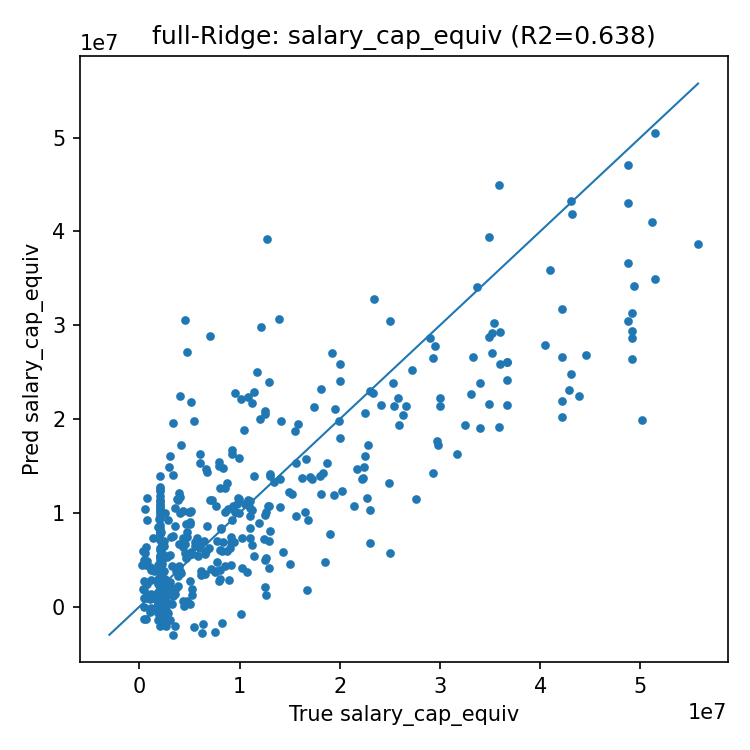 full-Ridge: salary_cap_equiv (R2=0.638)
1e7
5
4
3
2
1
0
Pred salary_cap_equiv
0 1 2 3 4 5
1e7
True salary_cap_equiv